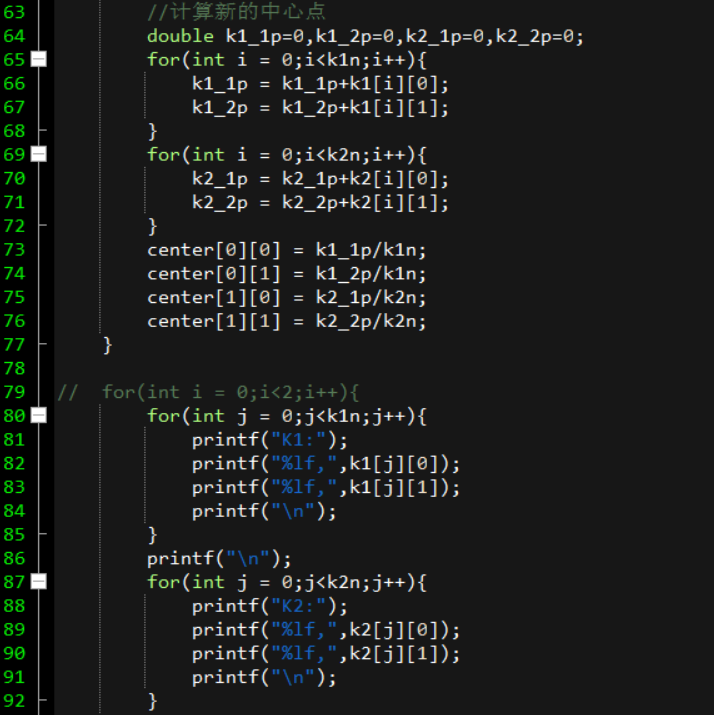 63 //计算新的中心点
64 double k1_1p=0,k1_2p=0,k2_1p=0,k2_2p=0;
65 for(int i = 0;i<k1n;i++){
66 k1_1p = k1_1p+k1[i][0];
67 k1_2p = k1_2p+k1[i][1];
68 }
69 for(int i = 0;i<k2n;i++){
70 k2_1p = k2_1p+k2[i][0];
71 k2_2p = k2_2p+k2[i][1];
72 }
73 center[0][0] = k1_1p/k1n;
74 center[0][1] = k1_2p/k1n;
75 center[1][0] = k2_1p/k2n;
76 center[1][1] = k2_2p/k2n;
77 }
78
79 // for(int i = 0;i<2;i++){
80 for(int j = 0;j<k1n;j++){
81 printf("K1:");
82 printf("%lf,",k1[j][0]);
83 printf("%lf,",k1[j][1]);
84 printf("\n");
85 }
86 printf("\n");
87 for(int j = 0;j<k2n;j++){
88 printf("K2:");
89 printf("%lf,",k2[j][0]);
90 printf("%lf,",k2[j][1]);
91 printf("\n");
92 }